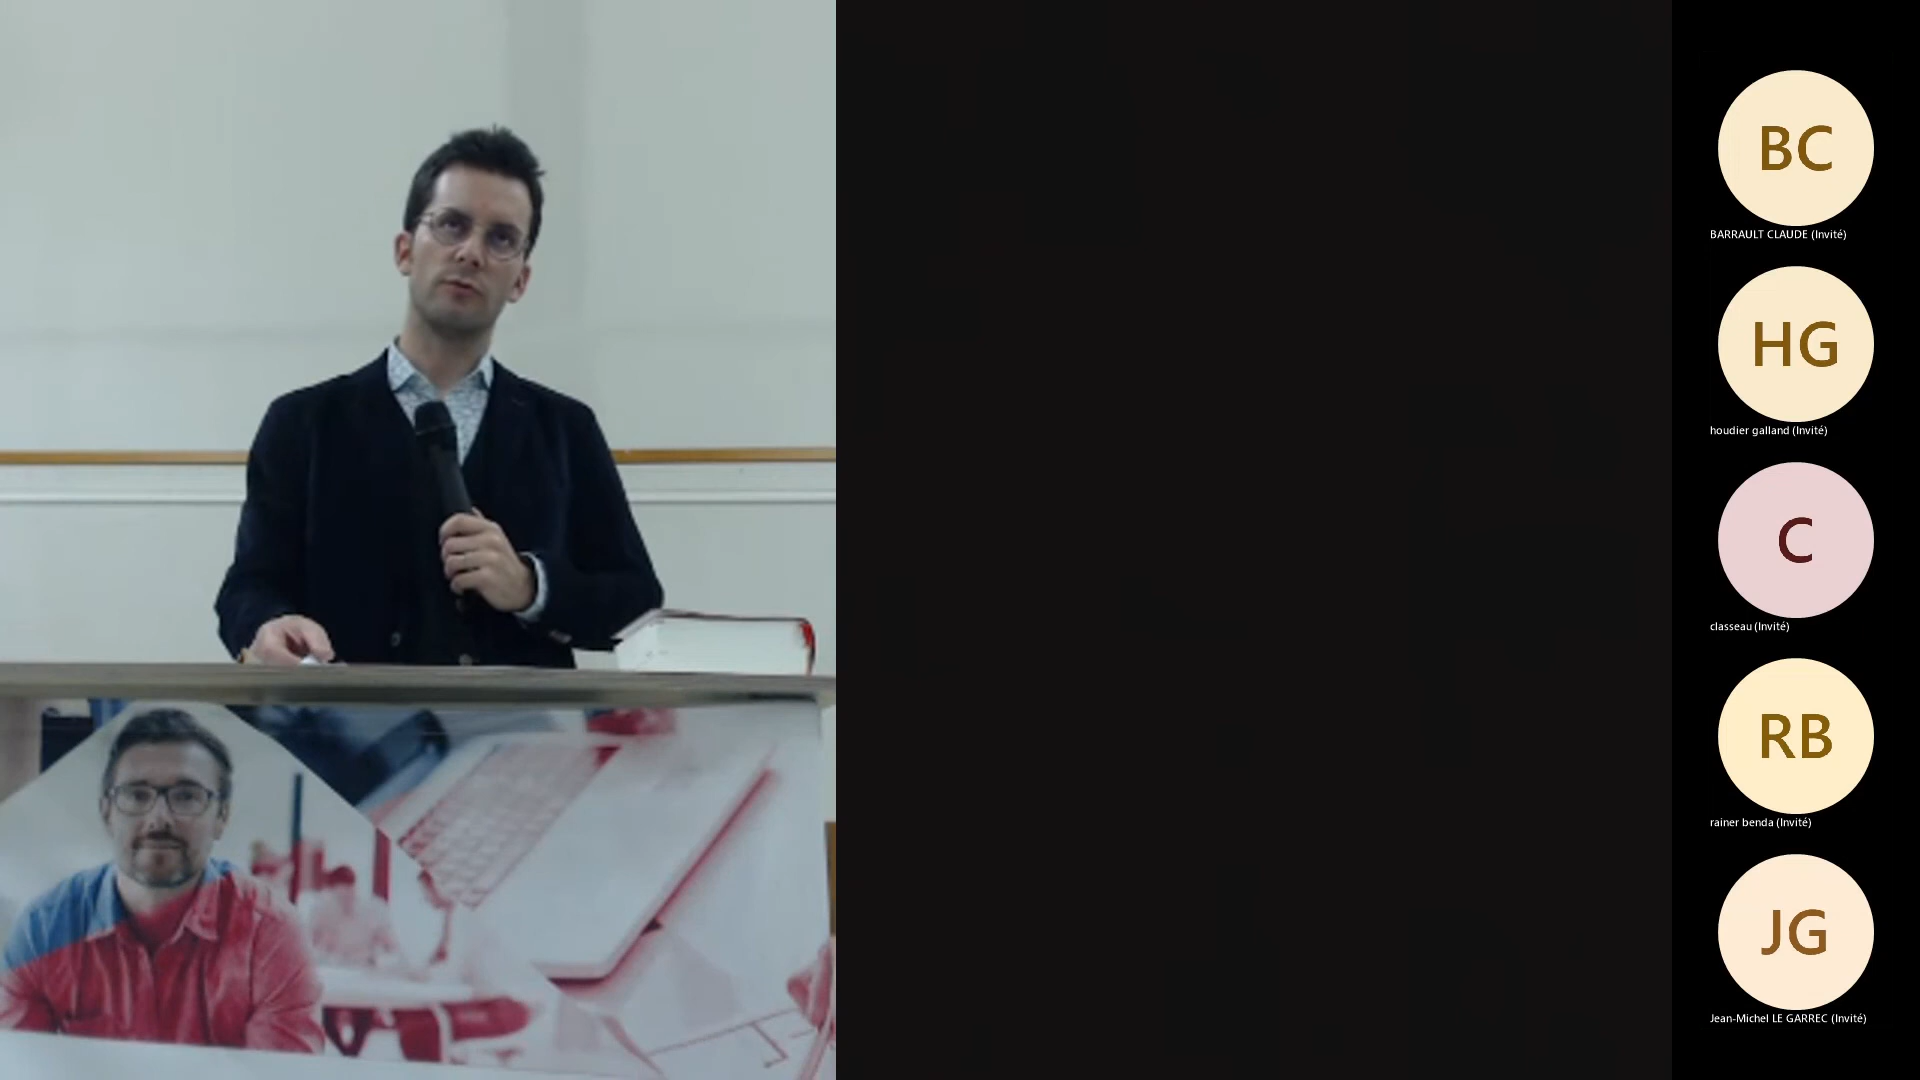 BC
BARRAULT CLAUDE (Invité)
HG
houdier galland (Invité)
C
classeau (Invité)
RB
rainer benda (Invité)
JG
Jean-Michel LE GARREC (Invité)